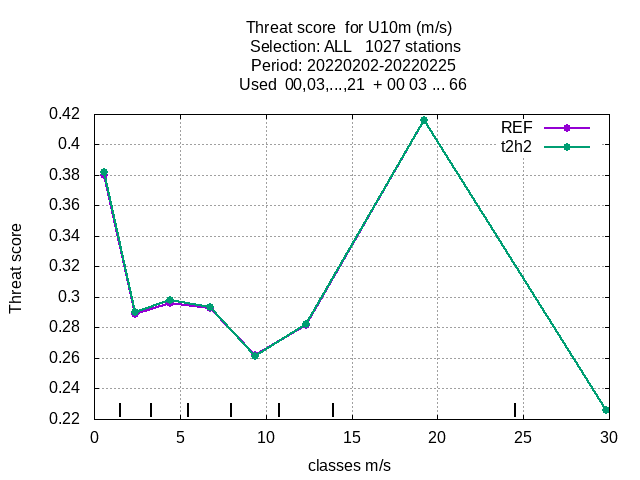 Threat score  for U10m (m/s)
Selection: ALL   1027 stations
Period: 20220202-20220225
Used  00,03,...,21  + 00 03 ... 66
0.42
0.4
0.38
0.36
0.34
0.32
0.3
0.28
0.26
0.24
0.22
Threat score
REF
t2h2
0 5 10 15 20 25 30
classes m/s